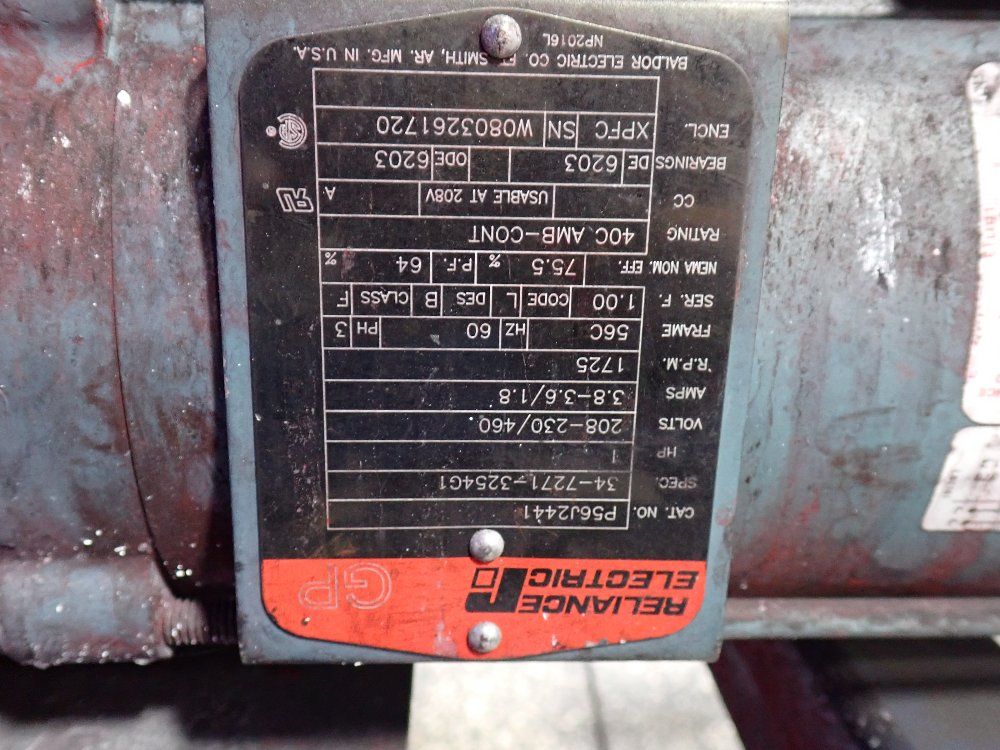 RELIANCE
ELECTRIC
GP
CAT. NO. P56J2441
SPEC. 34-7271-3254G1
HP 1
VOLTS 208-230/460
AMPS 3.8-3.6/1.8
R.P.M. 1725
FRAME 56C HZ 60 PH 3
SER. F. 1.00 CODE L DES B CLASS F
NEMA NOM. EFF. 75.5 % P.F. 64 %
RATING 40C AMB-CONT
CC USABLE AT 208V A
BEARINGS DE 6203 ODE 6203
ENCL. XPFC SN W0803261720
BALDOR ELECTRIC CO. FT. SMITH, AR. MFG. IN U.S.A.
NP2016L